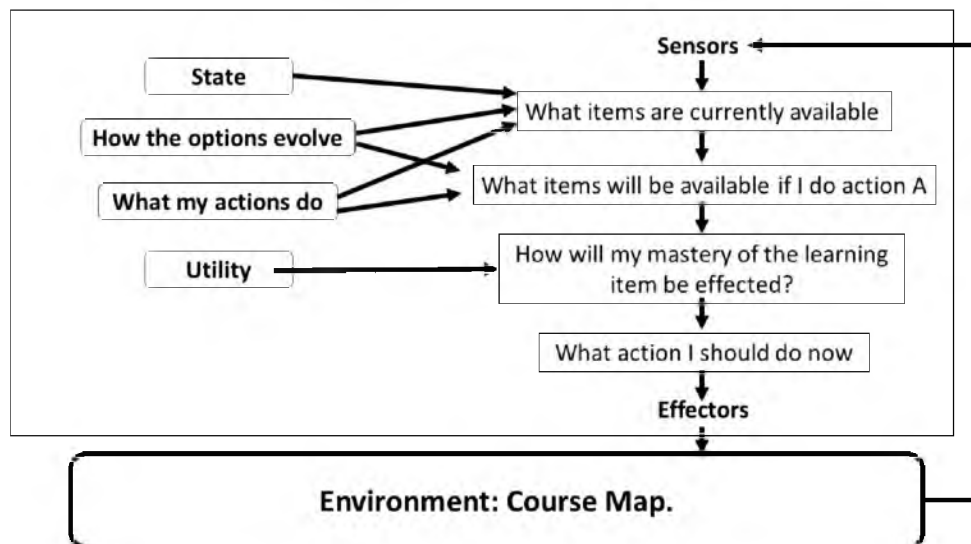 Sensors
State
What items are currently available
How the options evolve
What items will be available if I do action A
What my actions do
How will my mastery of the learning
item be effected?
Utility
What action I should do now
Effectors
Environment: Course Map.